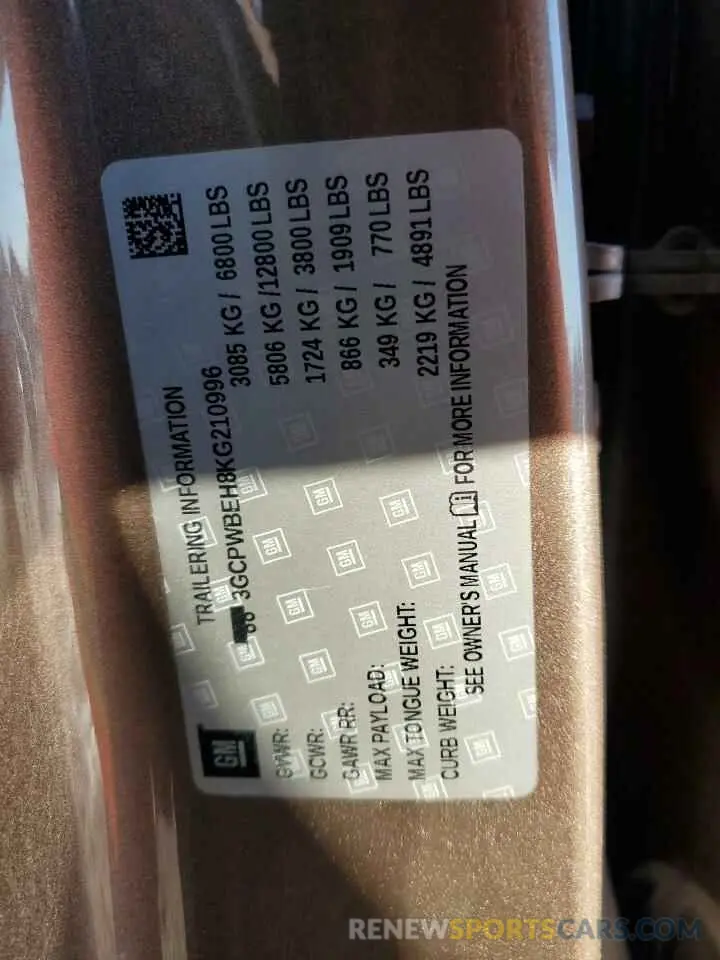 TRAILERING INFORMATION
3GCPWBEH8KG210996
GM
GVWR: 3085 KG / 6800 LBS
GCWR: 5806 KG /12800 LBS
GAWR RR: 1724 KG / 3800 LBS
MAX PAYLOAD: 866 KG / 1909 LBS
MAX TONGUE WEIGHT: 349 KG / 770 LBS
CURB WEIGHT: 2219 KG / 4891 LBS
SEE OWNER'S MANUAL i FOR MORE INFORMATION
RENEWSPORTSCARS.COM